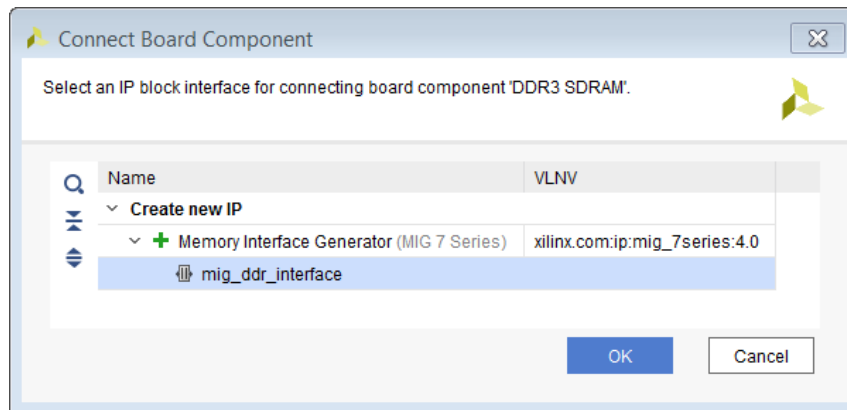 Connect Board Component
Select an IP block interface for connecting board component 'DDR3 SDRAM'.
Name VLNV
Create new IP
Memory Interface Generator (MIG 7 Series) xilinx.com:ip:mig_7series:4.0
mig_ddr_interface
OK Cancel